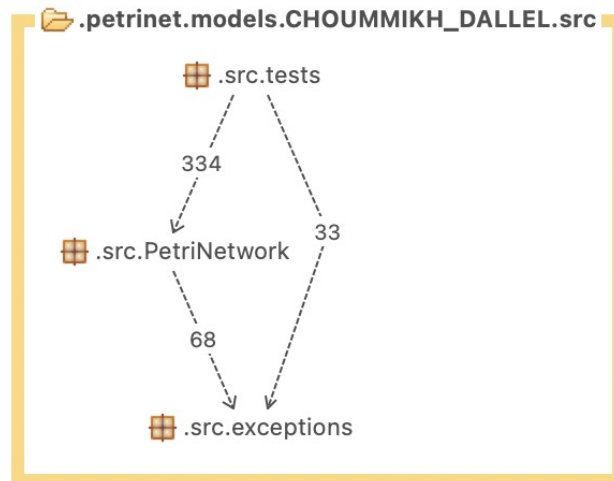 .petrinet.models.CHOUMMIKH_DALLEL.src
.src.tests
334
33
.src.PetriNetwork
68
.src.exceptions